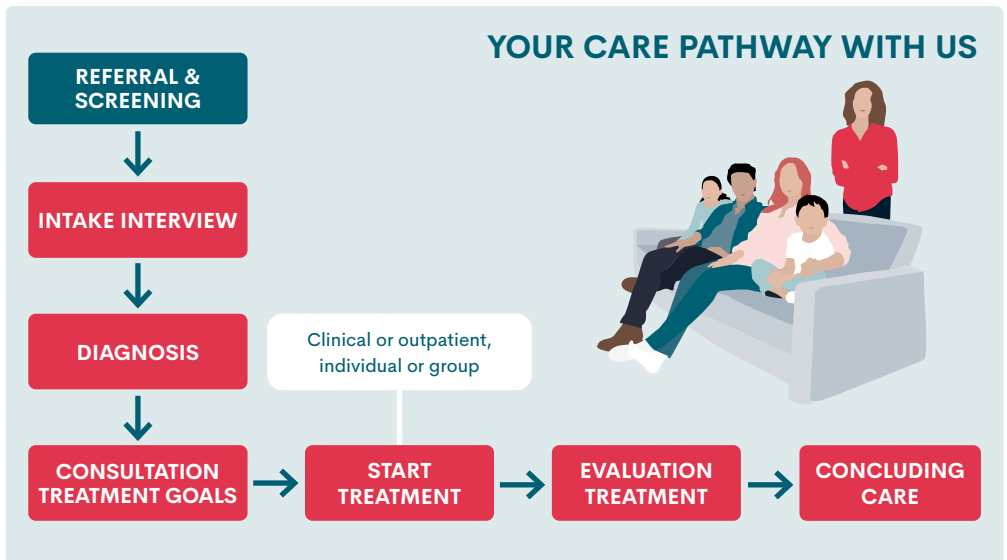 YOUR CARE PATHWAY WITH US
REFERRAL &
SCREENING
INTAKE INTERVIEW
DIAGNOSIS
Clinical or outpatient,
individual or group
CONSULTATION
TREATMENT GOALS
START
TREATMENT
EVALUATION
TREATMENT
CONCLUDING
CARE